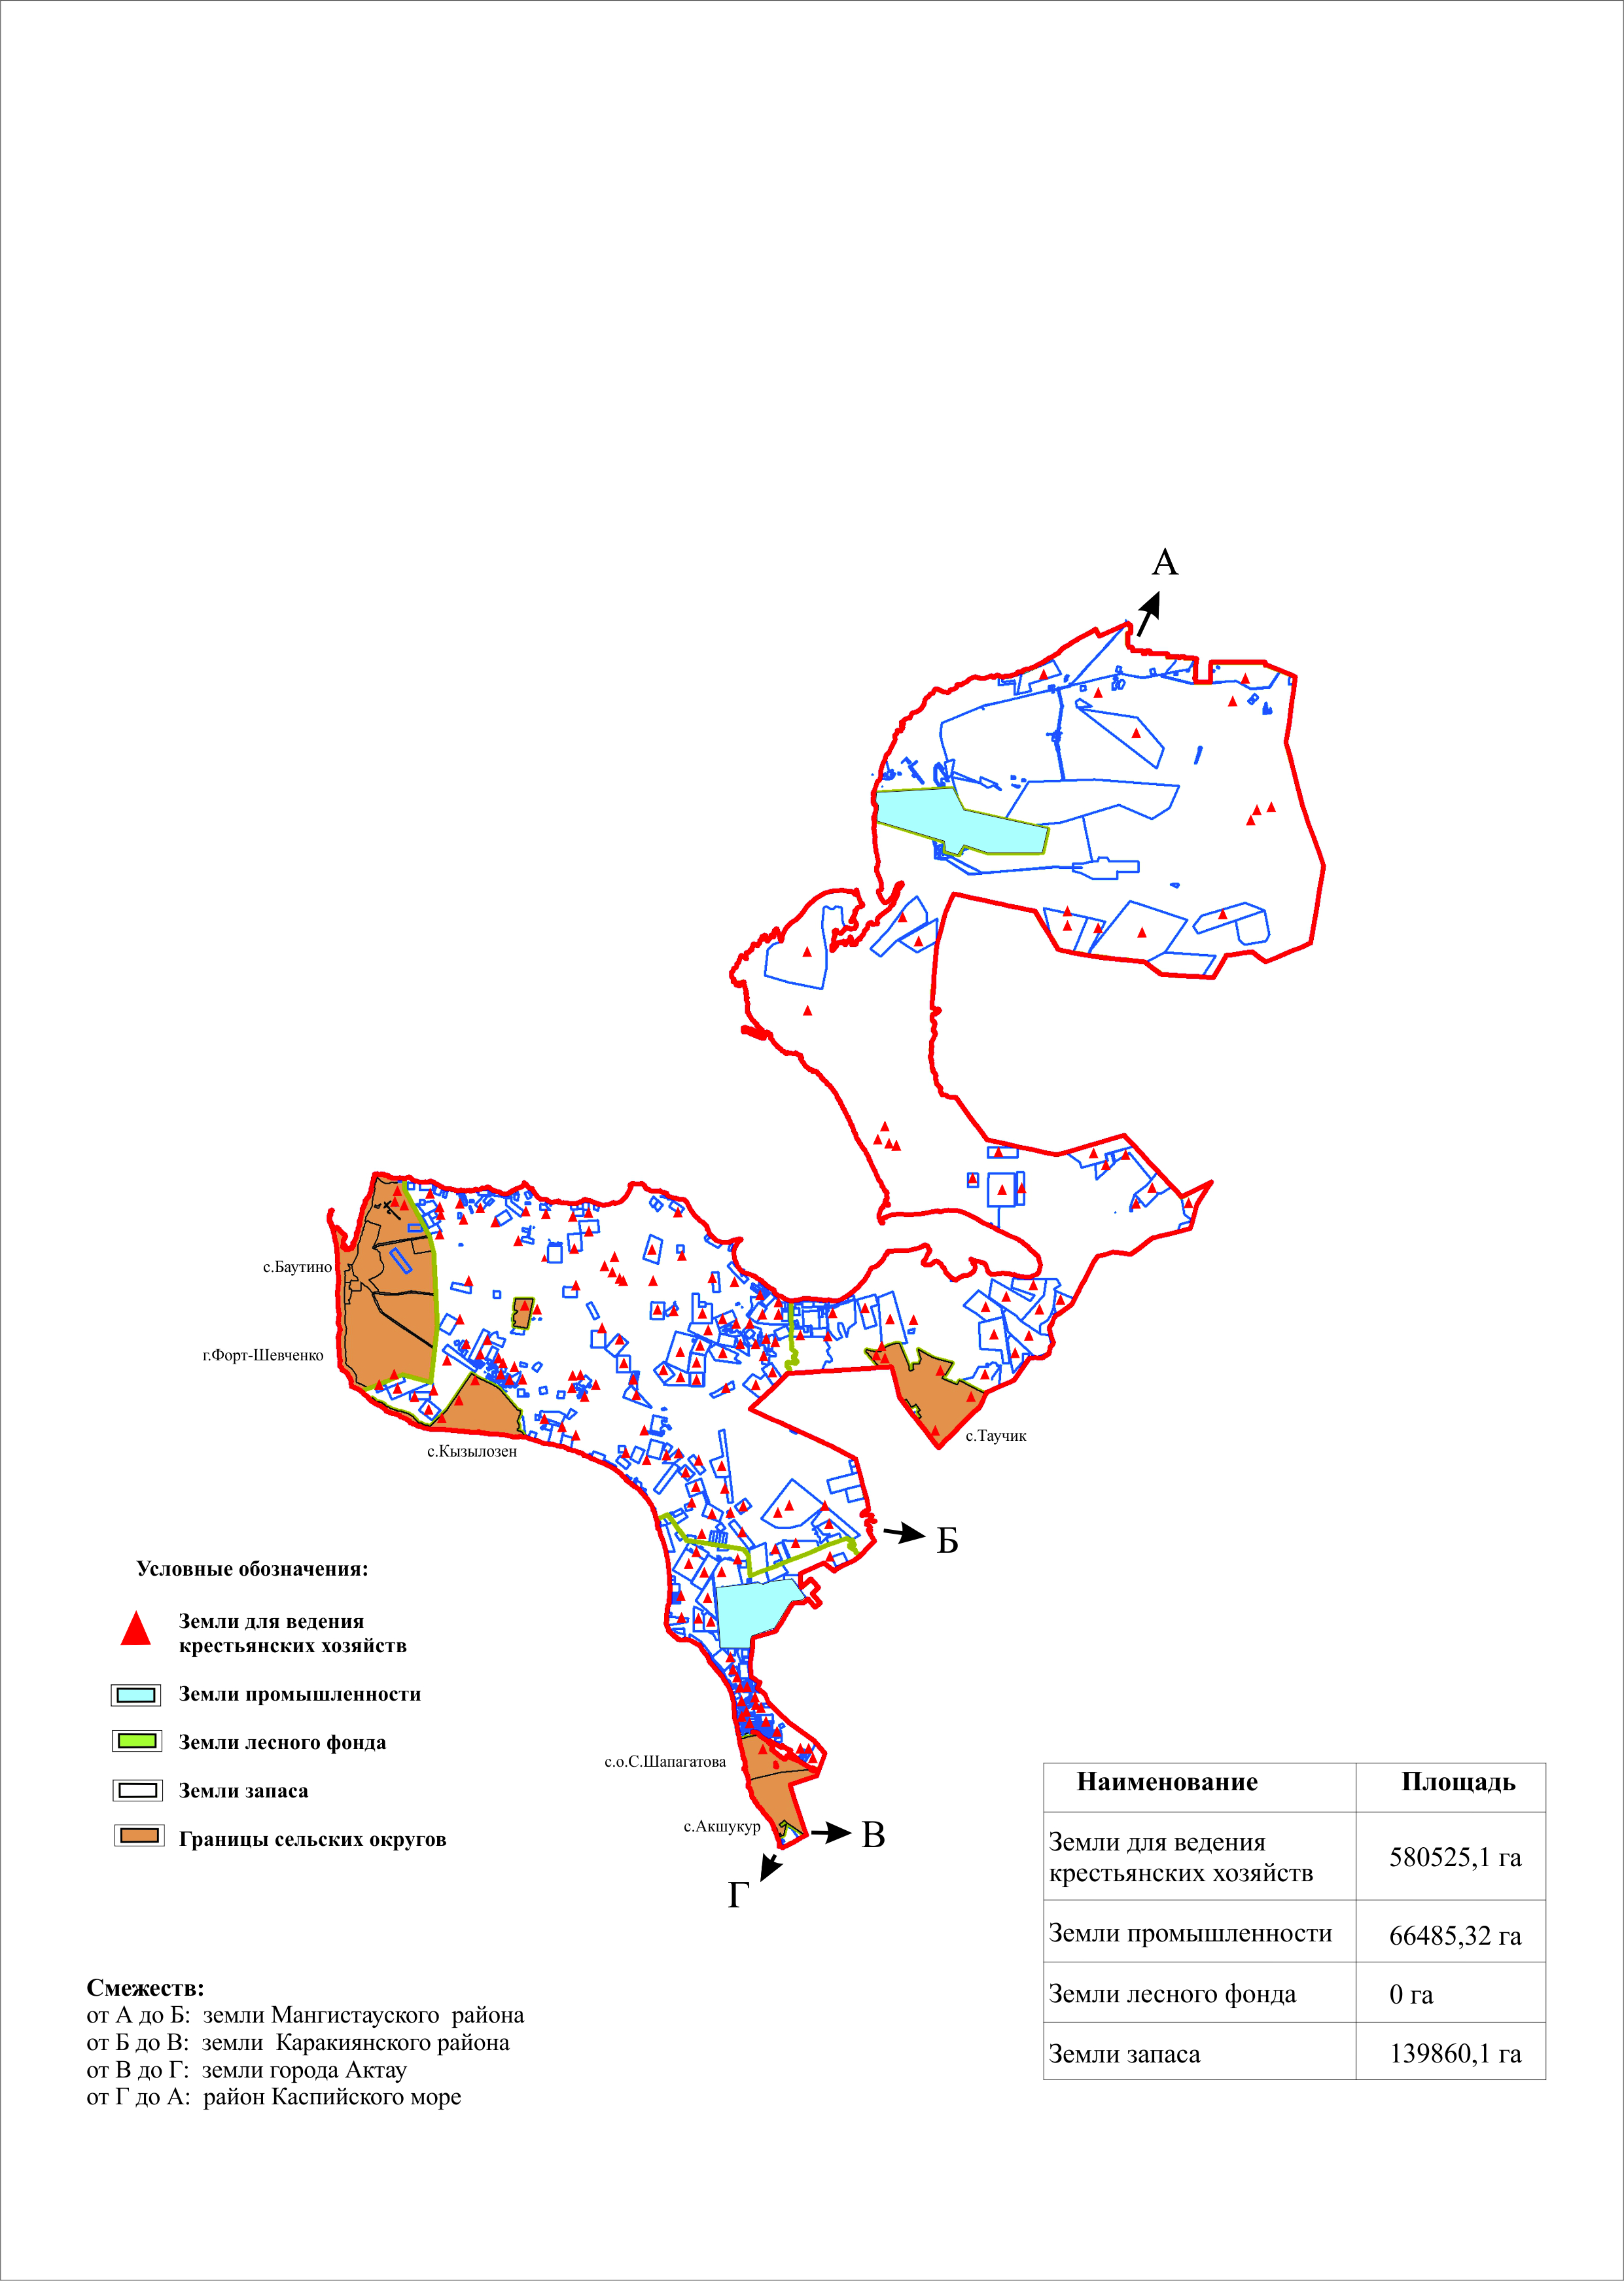 А
с.Баутино
г.Форт-Шевченко
с.Кызылозен
с.Таучик
Б
Условные обозначения:
Земли для ведения
крестьянских хозяйств
Земли промышленности
Земли лесного фонда
Земли запаса
Границы сельских округов
с.о.С.Шапагатова
с.Акшукур
В
Г
Наименование Площадь
Земли для ведения
крестьянских хозяйств 580525,1 га
Земли промышленности 66485,32 га
Земли лесного фонда 0 га
Земли запаса 139860,1 га
Смежеств:
от А до Б: земли Мангистауского района
от Б до В: земли Каракиянского района
от В до Г: земли города Актау
от Г до А: район Каспийского море